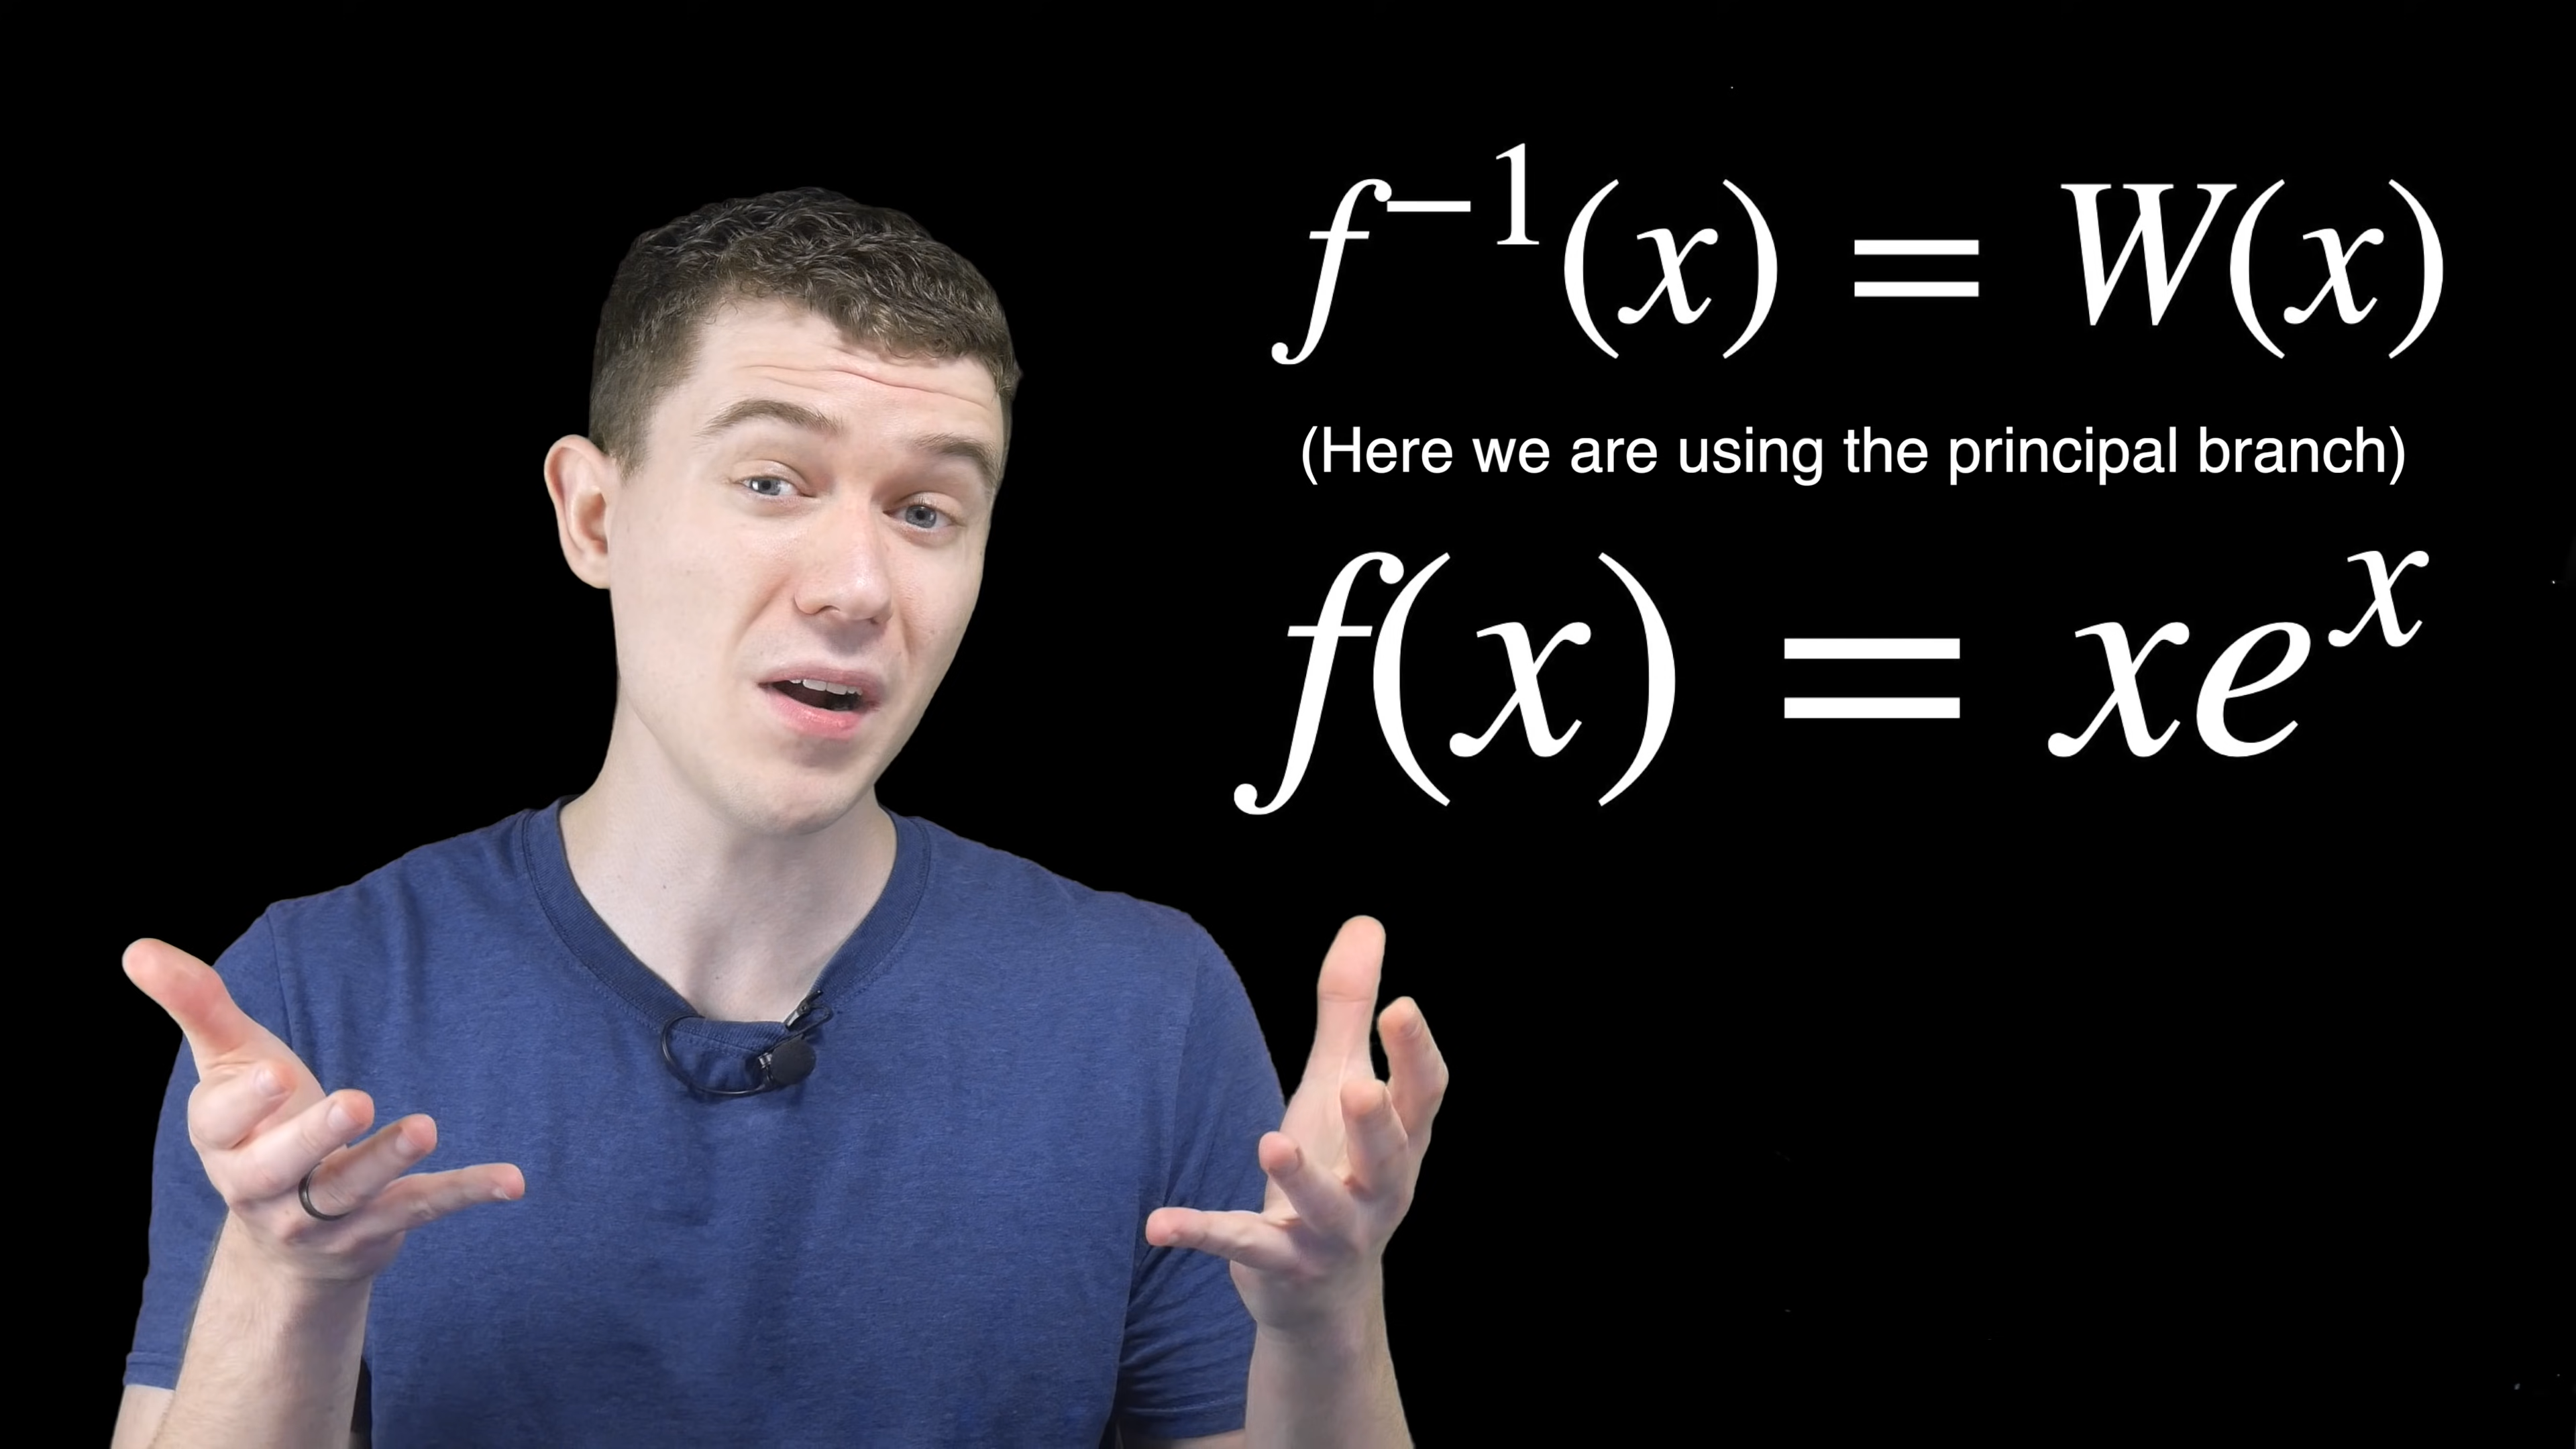 f⁻¹(x) = W(x)
(Here we are using the principal branch)
f(x) = xeˣ